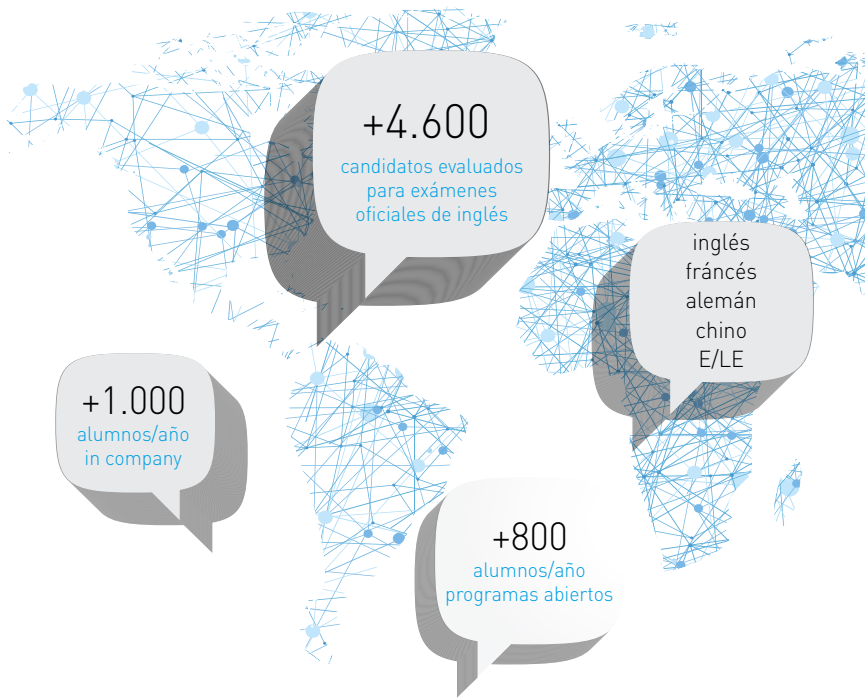 +4.600
candidatos evaluados
para exámenes
oficiales de inglés
inglés
fráncés
alemán
chino
E/LE
+1.000
alumnos/año
in company
+800
alumnos/año
programas abiertos